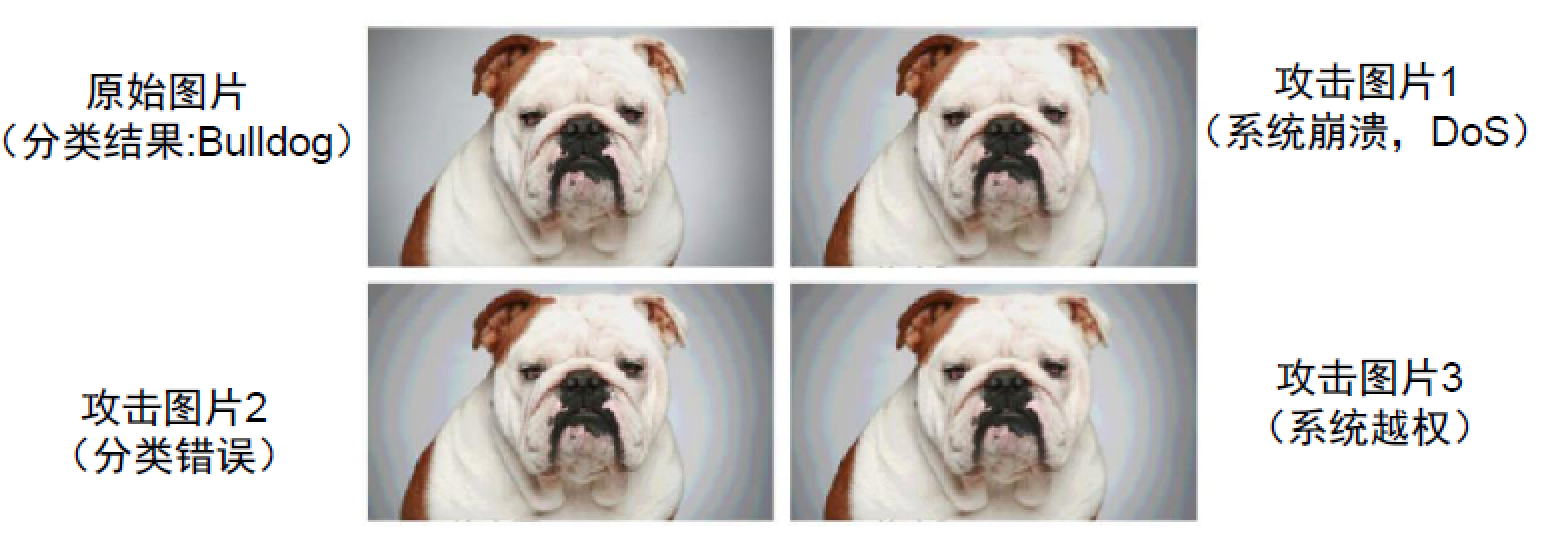 原始图片
（分类结果:Bulldog）
攻击图片1
（系统崩溃，DoS）
攻击图片2
（分类错误）
攻击图片3
（系统越权）